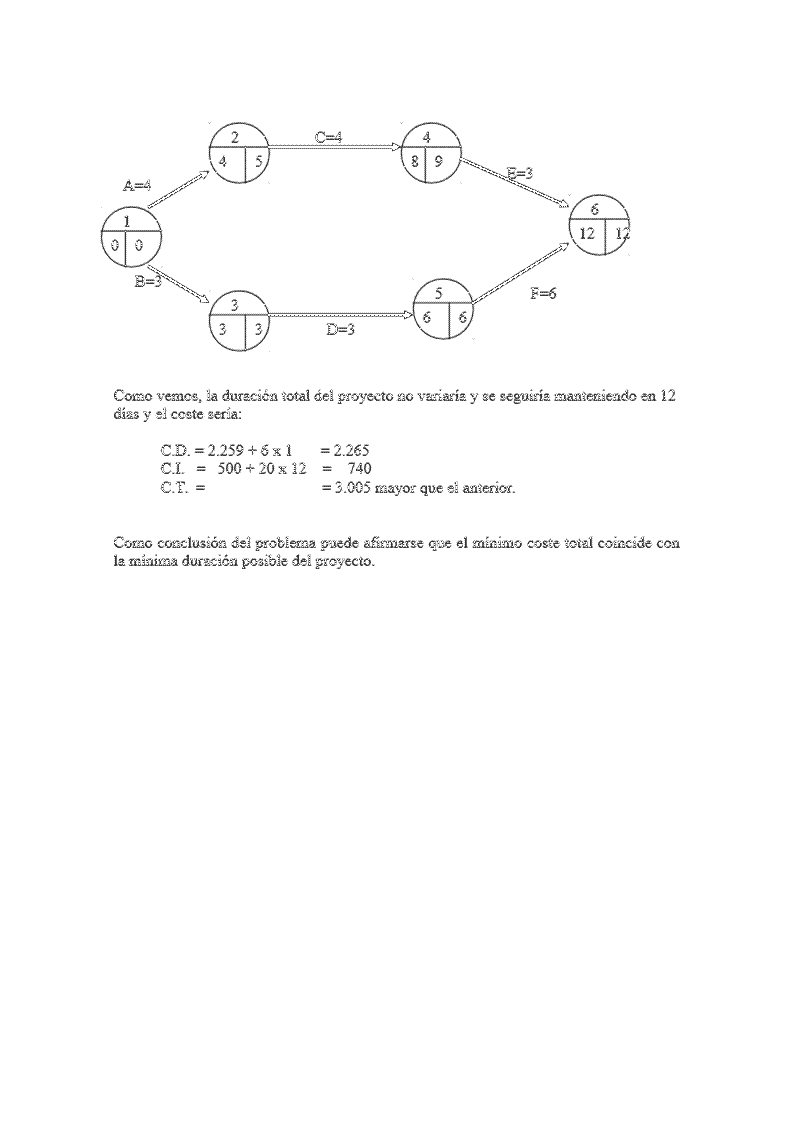 2
C=4
4
4 5
8 9
A=4
E=3
1
6
0 0
12 12
B=3
3
5
F=6
3 3
D=3
6 6
Como vemos, la duración total del proyecto no variaría y se seguiría manteniendo en 12
días y el coste sería:
C.D. = 2.259 + 6 x 1 = 2.265
C.I. = 500 + 20 x 12 = 740
C.T. = = 3.005 mayor que el anterior.
Como conclusión del problema puede afirmarse que el mínimo coste total coincide con
la mínima duración posible del proyecto.